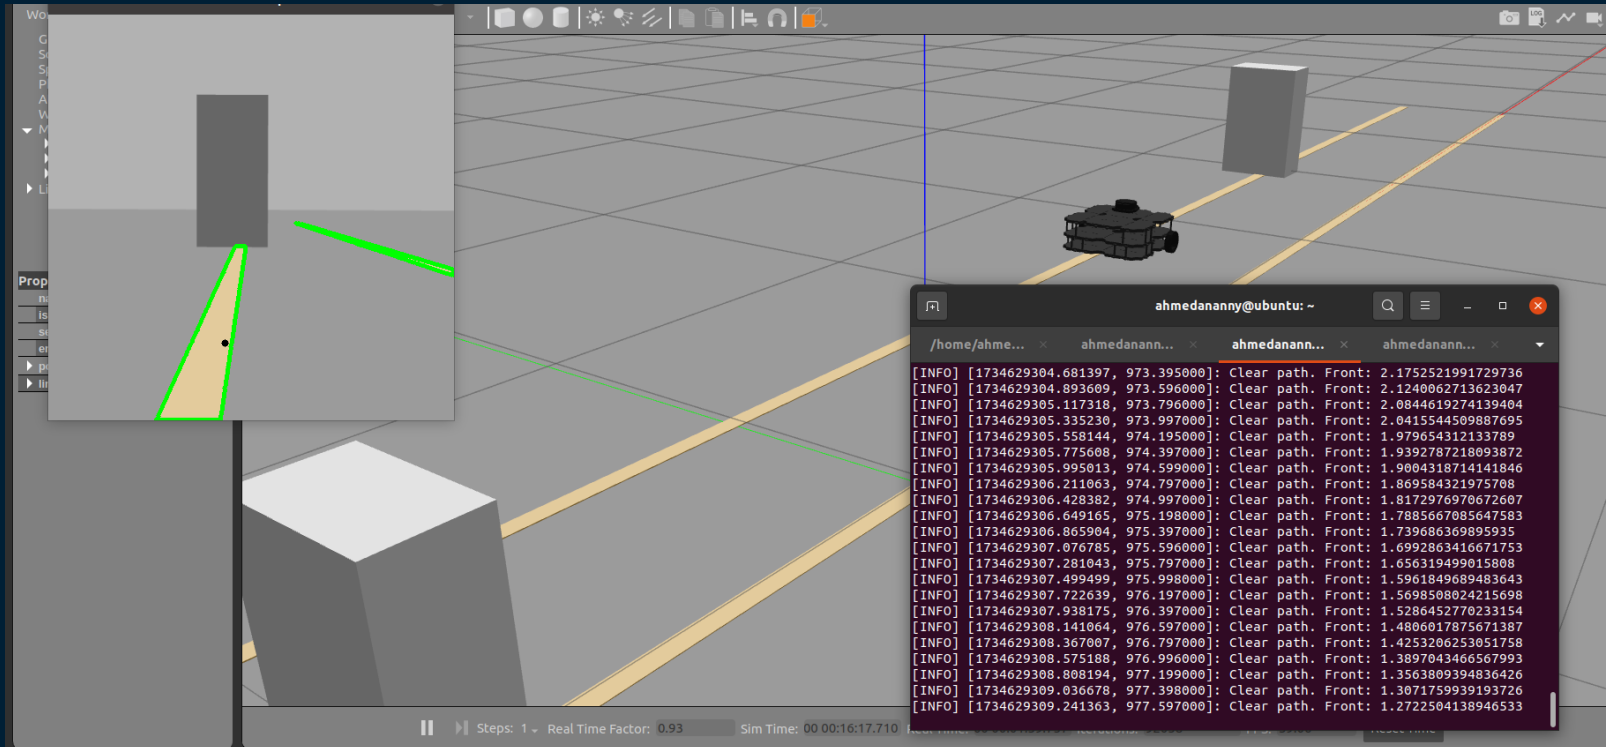 Wo
G
Sc
Sp
P
A
W
M
Li
Prop
na
is
se
en
po
lin
LOG
ahmedananny@ubuntu: ~
/home/ahme... ahmedanann... ahmedanann... ahmedanann...
[INFO] [1734629304.681397, 973.395000]: Clear path. Front: 2.1752521991729736
[INFO] [1734629304.893609, 973.596000]: Clear path. Front: 2.1240062713623047
[INFO] [1734629305.117318, 973.796000]: Clear path. Front: 2.0844619274139404
[INFO] [1734629305.335230, 973.997000]: Clear path. Front: 2.0415544509887695
[INFO] [1734629305.558144, 974.195000]: Clear path. Front: 1.979654312133789
[INFO] [1734629305.775608, 974.397000]: Clear path. Front: 1.9392787218093872
[INFO] [1734629305.995013, 974.599000]: Clear path. Front: 1.9004318714141846
[INFO] [1734629306.211063, 974.797000]: Clear path. Front: 1.869584321975708
[INFO] [1734629306.428382, 974.997000]: Clear path. Front: 1.8172976970672607
[INFO] [1734629306.649165, 975.198000]: Clear path. Front: 1.7885667085647583
[INFO] [1734629306.865904, 975.397000]: Clear path. Front: 1.739686369895935
[INFO] [1734629307.076785, 975.596000]: Clear path. Front: 1.6992863416671753
[INFO] [1734629307.281043, 975.797000]: Clear path. Front: 1.656319499015808
[INFO] [1734629307.499499, 975.998000]: Clear path. Front: 1.5961849689483643
[INFO] [1734629307.722639, 976.197000]: Clear path. Front: 1.5698508024215698
[INFO] [1734629307.938175, 976.397000]: Clear path. Front: 1.5286452770233154
[INFO] [1734629308.141064, 976.597000]: Clear path. Front: 1.4806017875671387
[INFO] [1734629308.367007, 976.797000]: Clear path. Front: 1.4253206253051758
[INFO] [1734629308.575188, 976.996000]: Clear path. Front: 1.3897043466567993
[INFO] [1734629308.808194, 977.199000]: Clear path. Front: 1.3563809394836426
[INFO] [1734629309.036678, 977.398000]: Clear path. Front: 1.3071759939193726
[INFO] [1734629309.241363, 977.597000]: Clear path. Front: 1.2722504138946533
Steps: 1 Real Time Factor: 0.93 Sim Time: 00 00:16:17.710